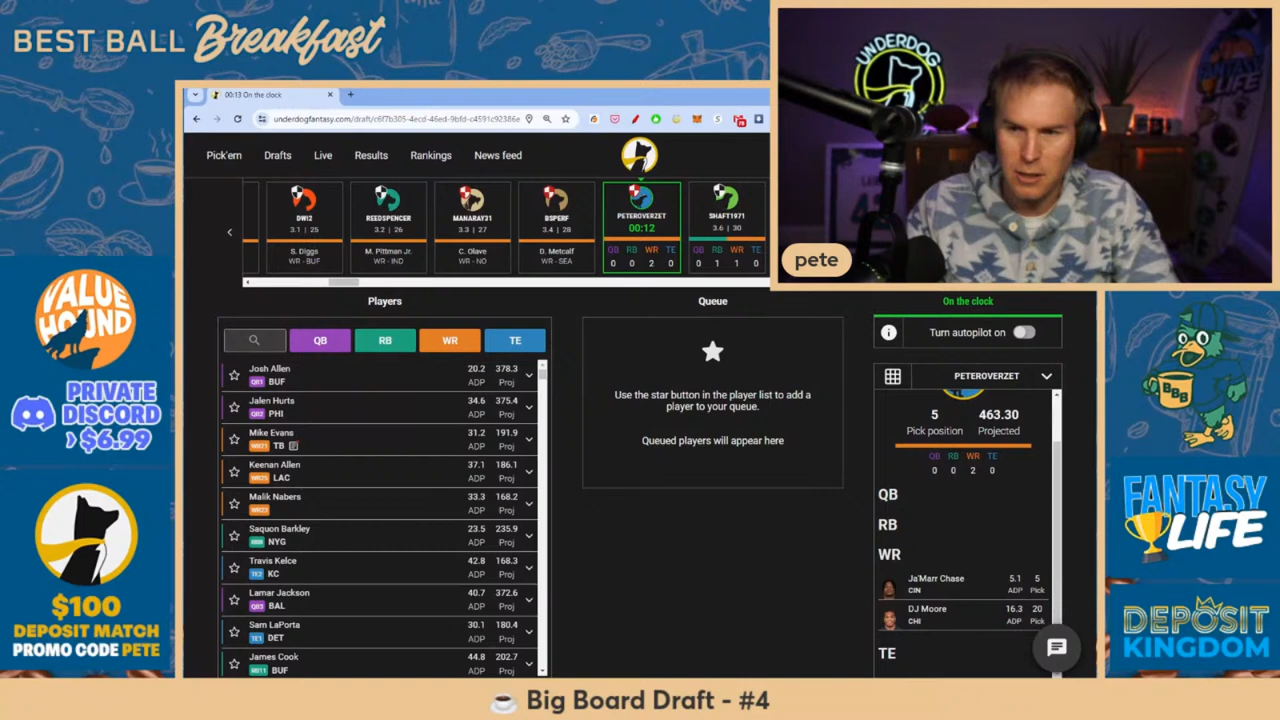 BEST BALL Breakfast
UNDERDOG
FANTASY LIFE
pete
00:13 On the clock
underdogfantasy.com/draft/c6f7b305-4ecd-46ed-9bfd-c4591c92386e
Pick'em Drafts Live Results Rankings News feed
DWI2
3.1 | 25
S. Diggs
WR - BUF
REEDSPENCER
3.2 | 26
M. Pittman Jr.
WR - IND
MANARAY31
3.3 | 27
C. Olave
WR - NO
BSPERF
3.4 | 28
D. Metcalf
WR - SEA
PETEROVERZET
00:12
QB RB WR TE
0 0 2 0
SHAFT1971
3.6 | 30
QB RB WR TE
0 1 1 0
Players
QB RB WR TE
Josh Allen 20.2 378.3
QB1 BUF ADP Proj
Jalen Hurts 34.6 375.4
QB2 PHI ADP Proj
Mike Evans 31.2 191.9
WR21 TB ADP Proj
Keenan Allen 37.1 186.1
WR25 LAC ADP Proj
Malik Nabers 33.3 168.2
WR23 ADP Proj
Saquon Barkley 23.5 235.9
RB8 NYG ADP Proj
Travis Kelce 42.8 168.3
TE2 KC ADP Proj
Lamar Jackson 40.7 372.6
QB3 BAL ADP Proj
Sam LaPorta 30.1 180.4
TE1 DET ADP Proj
James Cook 44.8 202.7
RB11 BUF ADP Proj
Queue
Use the star button in the player list to add a
player to your queue.
Queued players will appear here
On the clock
Turn autopilot on
PETEROVERZET
5 463.30
Pick position Projected
QB RB WR TE
0 0 2 0
QB
RB
WR
Ja'Marr Chase 5.1 5
CIN ADP Pick
DJ Moore 16.3 20
CHI ADP Pick
TE
VALUE
HOUND
PRIVATE
DISCORD
> $6.99
$100
DEPOSIT MATCH
PROMO CODE PETE
BBB
FANTASY
LIFE
DEPOSIT
KINGDOM
Big Board Draft - #4